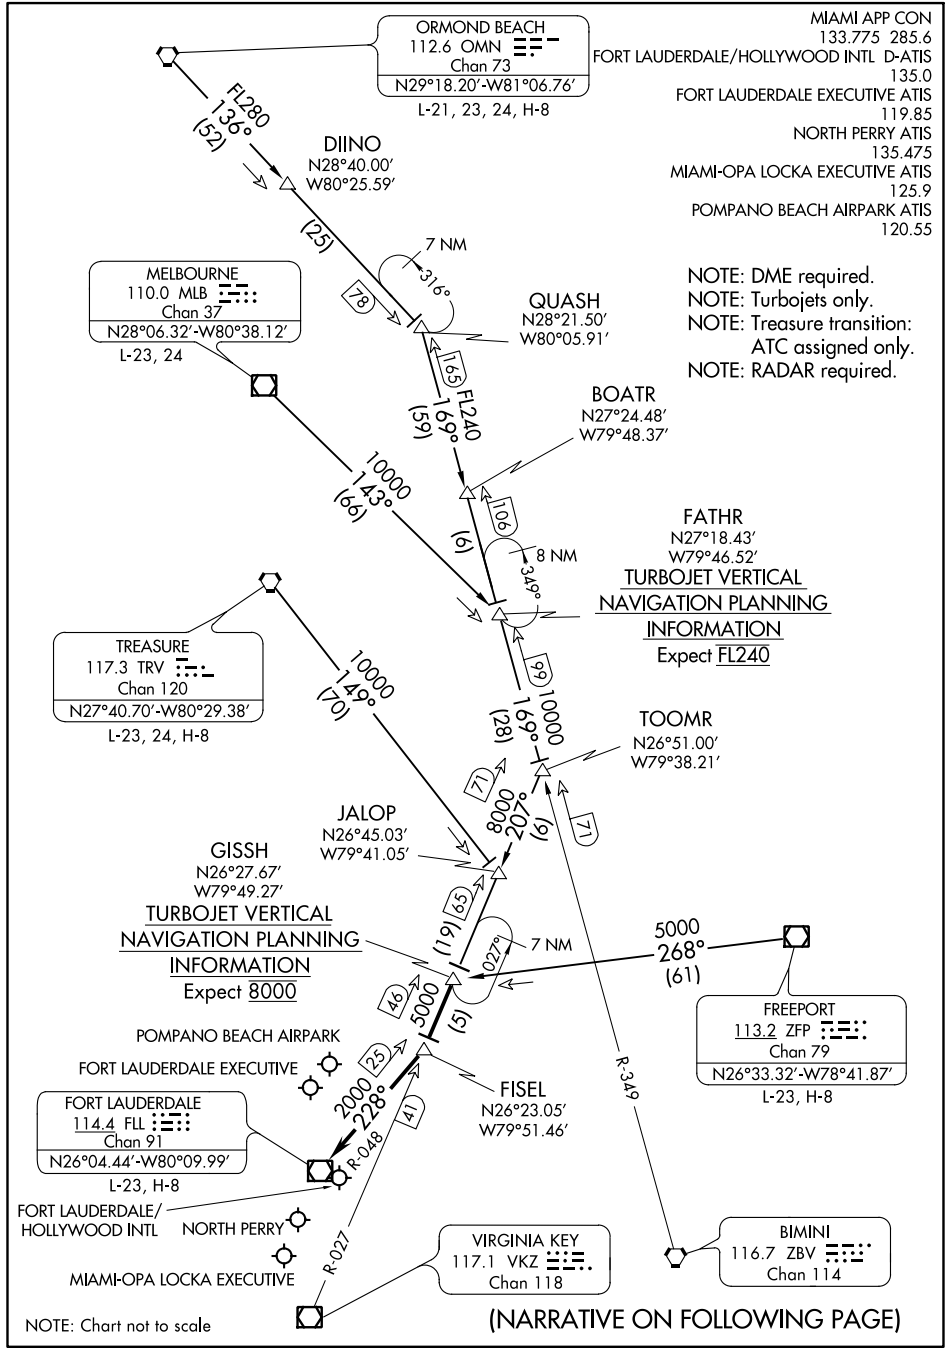 ORMOND BEACH
112.6 OMN
Chan 73
N29°18.20′-W81°06.76′
L-21, 23, 24, H-8
MIAMI APP CON
133.775 285.6
FORT LAUDERDALE/HOLLYWOOD INTL D-ATIS
135.0
FORT LAUDERDALE EXECUTIVE ATIS
119.85
NORTH PERRY ATIS
135.475
MIAMI-OPA LOCKA EXECUTIVE ATIS
125.9
POMPANO BEACH AIRPARK ATIS
120.55
FL280
136°
(52)
DIINO
N28°40.00′
W80°25.59′
(25)
7 NM
316°
78
MELBOURNE
110.0 MLB
Chan 37
N28°06.32′-W80°38.12′
L-23, 24
QUASH
N28°21.50′
W80°05.91′
NOTE: DME required.
NOTE: Turbojets only.
NOTE: Treasure transition:
ATC assigned only.
NOTE: RADAR required.
165
FL240
169°
(59)
BOATR
N27°24.48′
W79°48.37′
10000
143°
(66)
106
(6)
8 NM
349°
FATHR
N27°18.43′
W79°46.52′
TURBOJET VERTICAL
NAVIGATION PLANNING
INFORMATION
Expect FL240
TREASURE
117.3 TRV
Chan 120
N27°40.70′-W80°29.38′
L-23, 24, H-8
10000
149°
(70)
99
10000
169°
(28)
TOOMR
N26°51.00′
W79°38.21′
71
8000
207°
(6)
71
JALOP
N26°45.03′
W79°41.05′
GISSH
N26°27.67′
W79°49.27′
TURBOJET VERTICAL
NAVIGATION PLANNING
INFORMATION
Expect 8000
65
(19)
7 NM
027°
5000
268°
(61)
FREEPORT
113.2 ZFP
Chan 79
N26°33.32′-W78°41.87′
L-23, H-8
46
5000
(5)
POMPANO BEACH AIRPARK
FORT LAUDERDALE EXECUTIVE
25
2000
228°
R-048
41
FISEL
N26°23.05′
W79°51.46′
R-349
FORT LAUDERDALE
114.4 FLL
Chan 91
N26°04.44′-W80°09.99′
L-23, H-8
FORT LAUDERDALE/
HOLLYWOOD INTL
NORTH PERRY
MIAMI-OPA LOCKA EXECUTIVE
R-027
VIRGINIA KEY
117.1 VKZ
Chan 118
BIMINI
116.7 ZBV
Chan 114
NOTE: Chart not to scale
(NARRATIVE ON FOLLOWING PAGE)